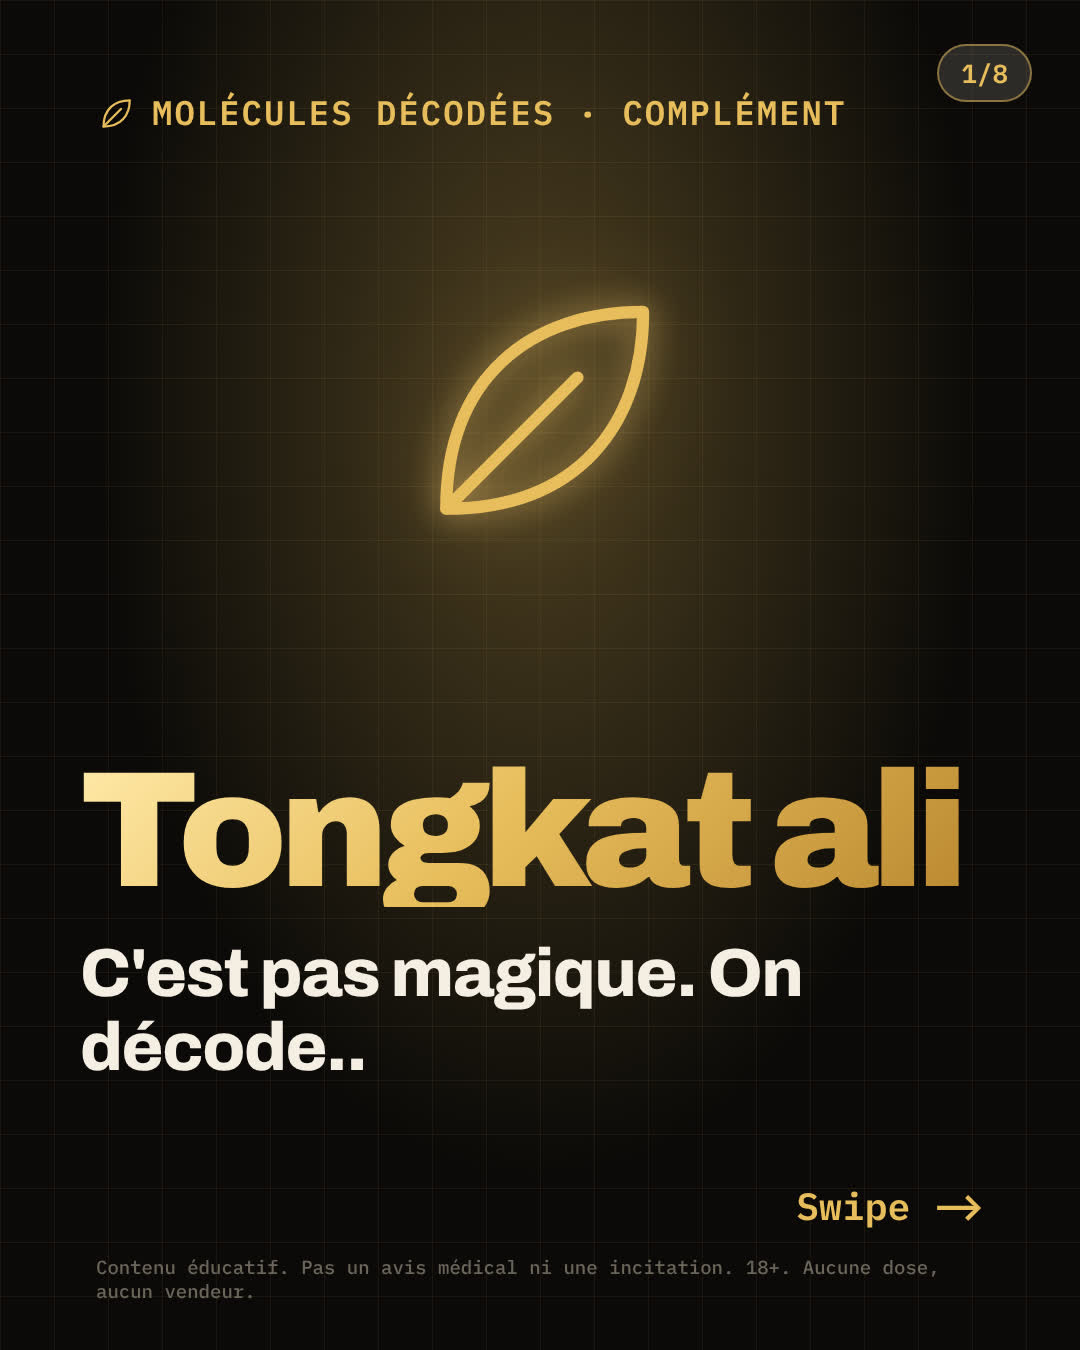 1/8
MOLÉCULES DÉCODÉES · COMPLÉMENT
Tongkat ali
C'est pas magique. On
décode..
Swipe →
Contenu éducatif. Pas un avis médical ni une incitation. 18+. Aucune dose,
aucun vendeur.